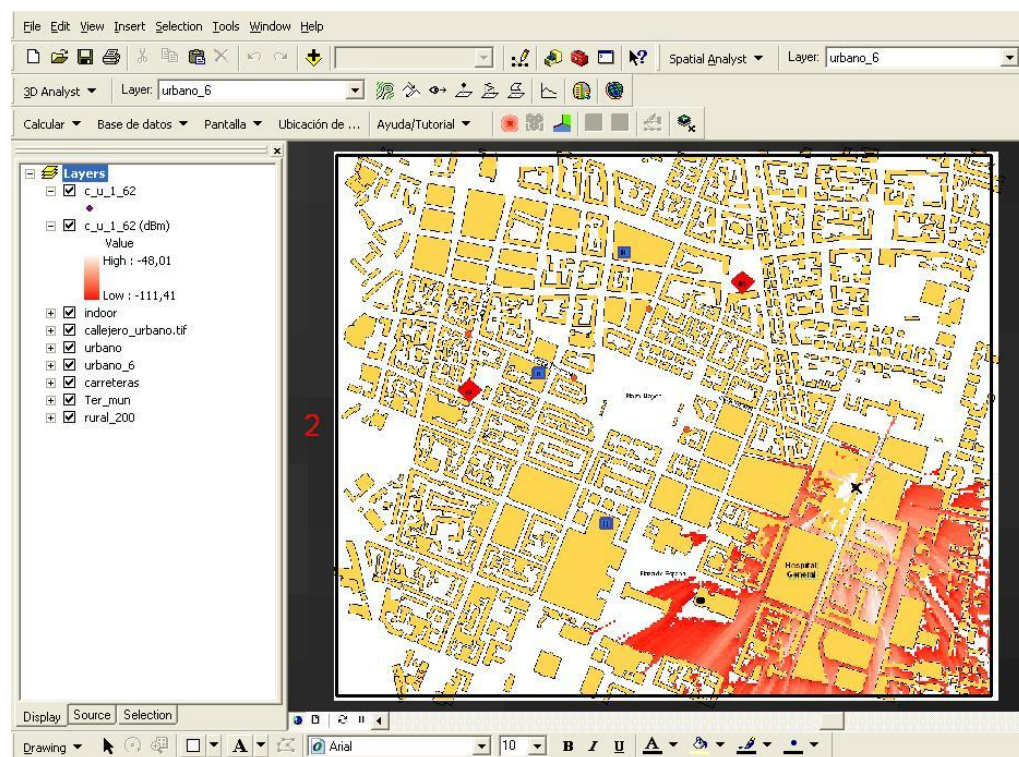 File Edit View Insert Selection Tools Window Help
Spatial Analyst Layer: urbano_6
3D Analyst Layer: urbano_6
Calcular Base de datos Pantalla Ubicación de ... Ayuda/Tutorial
Layers
c_u_1_62
c_u_1_62 (dBm)
Value
High : -48,01
Low : -111,41
indoor
callejero_urbano.tif
urbano
urbano_6
carreteras
Ter_mun
rural_200
2
Plaza Mayor
Hospital
General
Display Source Selection
Drawing A Arial 10 B I U A